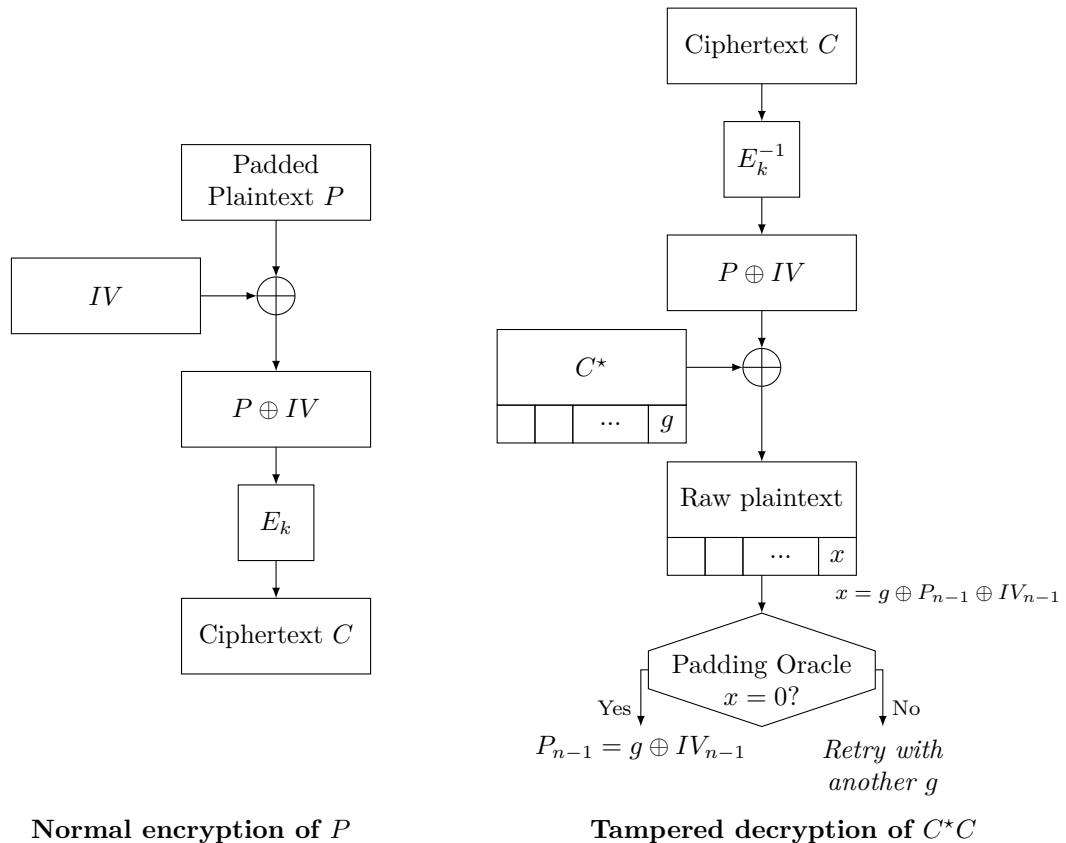 Padded
Plaintext P
IV
P ⊕ IV
E_k
Ciphertext C
Normal encryption of P
Ciphertext C
E_k^{-1}
P ⊕ IV
C^⋆
... g
Raw plaintext
... x
x = g ⊕ P_{n−1} ⊕ IV_{n−1}
Padding Oracle
x = 0?
Yes
No
P_{n−1} = g ⊕ IV_{n−1}
Retry with
another g
Tampered decryption of C^⋆C